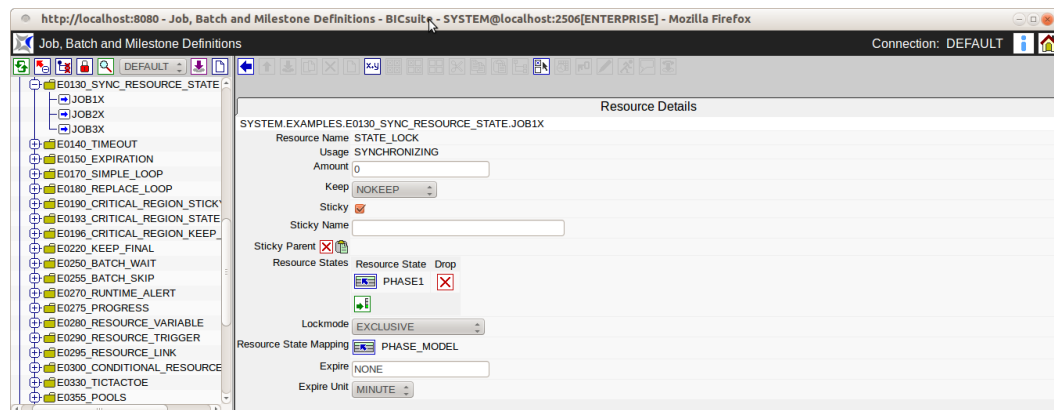 http://localhost:8080 - Job, Batch and Milestone Definitions - BICsuite - SYSTEM@localhost:2506[ENTERPRISE] - Mozilla Firefox
Job, Batch and Milestone Definitions
Connection: DEFAULT
DEFAULT
x,y
E0130_SYNC_RESOURCE_STATE
JOB1X
JOB2X
JOB3X
E0140_TIMEOUT
E0150_EXPIRATION
E0170_SIMPLE_LOOP
E0180_REPLACE_LOOP
E0190_CRITICAL_REGION_STICK
E0193_CRITICAL_REGION_STATE
E0196_CRITICAL_REGION_KEEP_
E0220_KEEP_FINAL
E0250_BATCH_WAIT
E0255_BATCH_SKIP
E0270_RUNTIME_ALERT
E0275_PROGRESS
E0280_RESOURCE_VARIABLE
E0290_RESOURCE_TRIGGER
E0295_RESOURCE_LINK
E0300_CONDITIONAL_RESOURCE
E0330_TICTACTOE
E0355_POOLS
Resource Details
SYSTEM.EXAMPLES.E0130_SYNC_RESOURCE_STATE.JOB1X
Resource Name STATE_LOCK
Usage SYNCHRONIZING
Amount 0
Keep NOKEEP
Sticky
Sticky Name
Sticky Parent
Resource States Resource State Drop
PHASE1
Lockmode EXCLUSIVE
Resource State Mapping PHASE_MODEL
Expire NONE
Expire Unit MINUTE